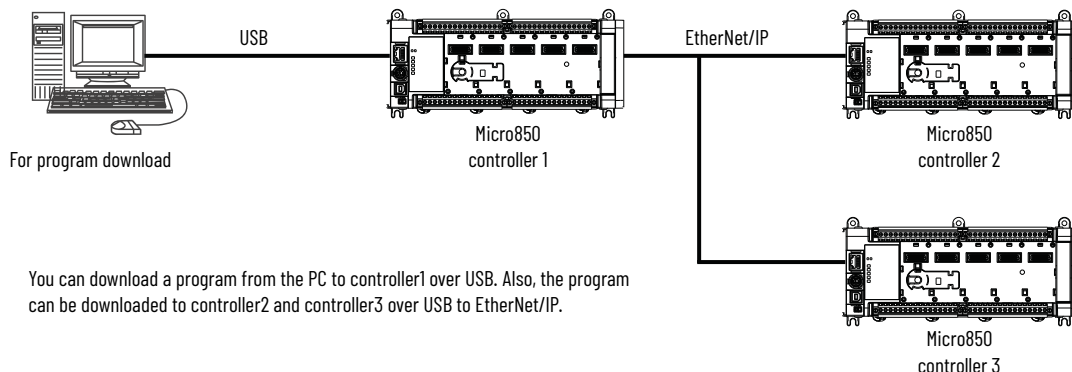 USB
EtherNet/IP
For program download
Micro850
controller 1
Micro850
controller 2
You can download a program from the PC to controller1 over USB. Also, the program
can be downloaded to controller2 and controller3 over USB to EtherNet/IP.
Micro850
controller 3